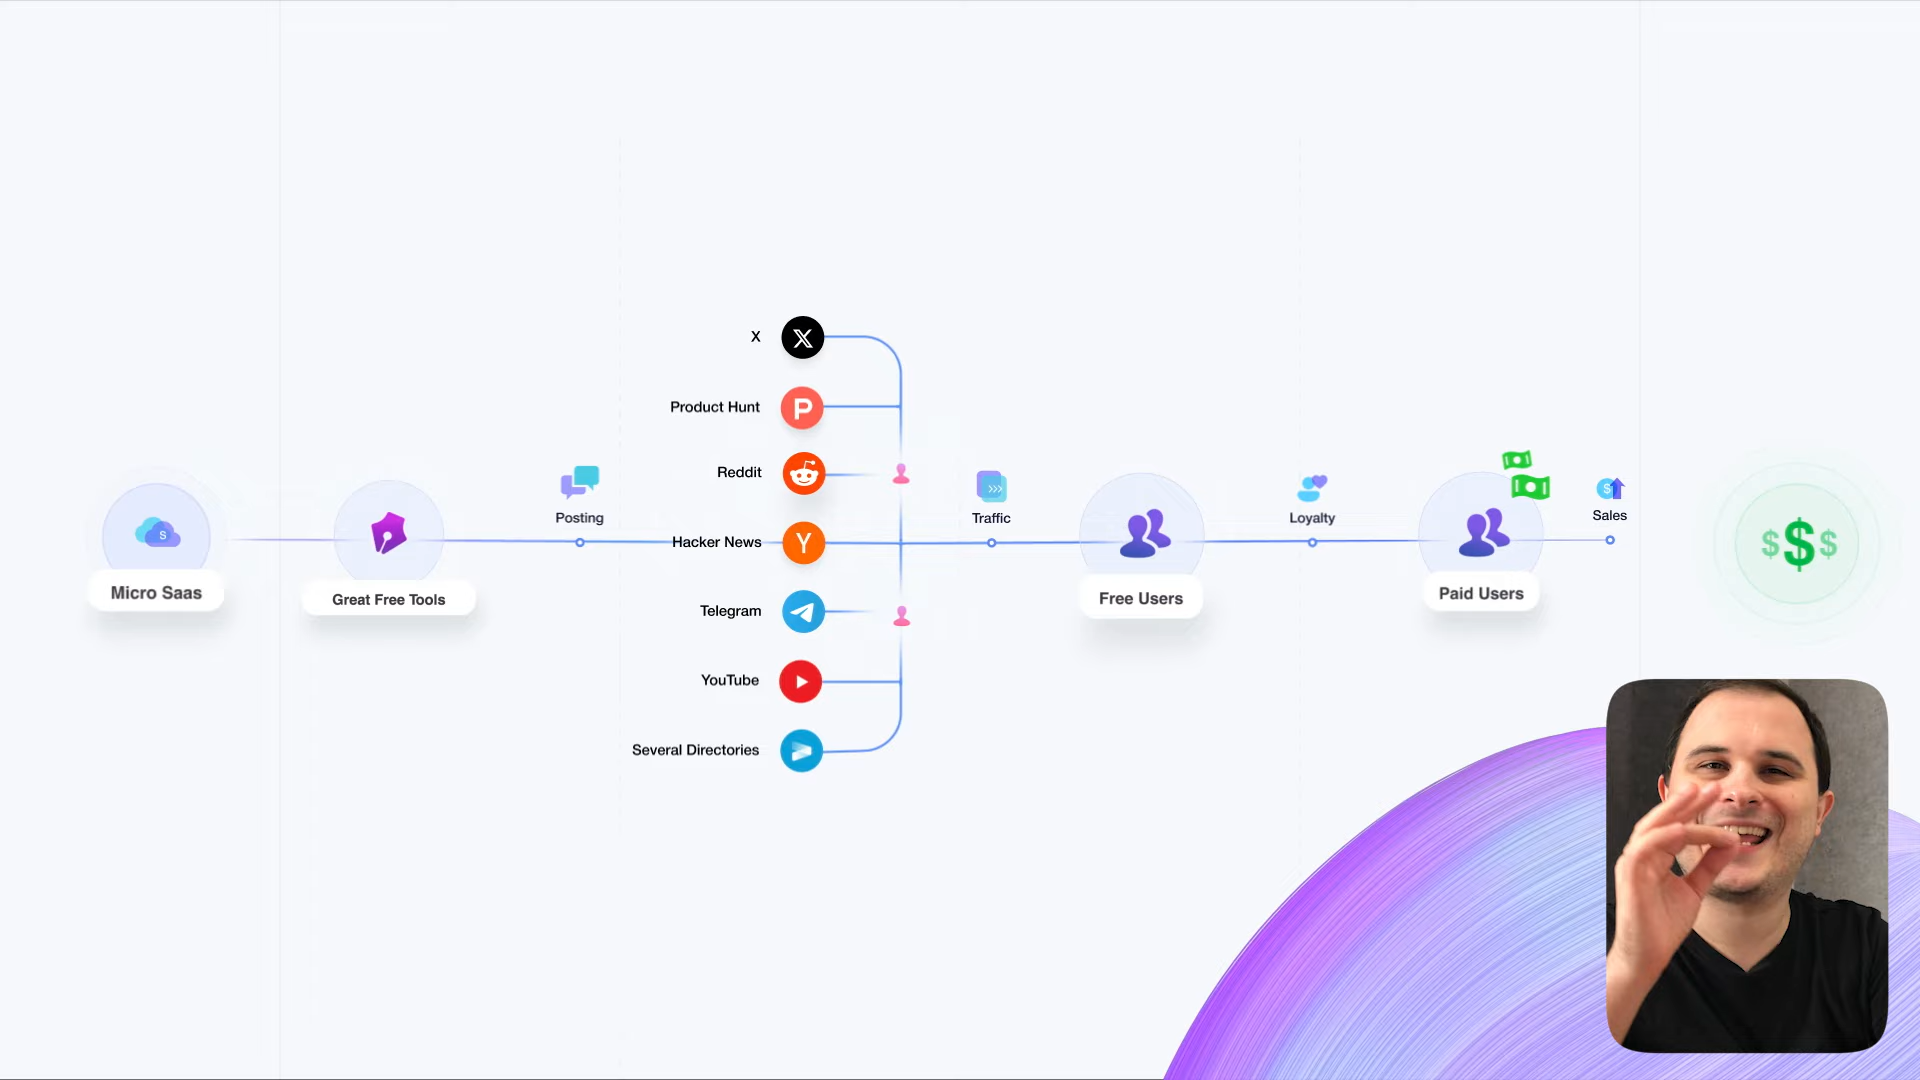 X
Product Hunt
Reddit
Posting
Traffic
Loyalty
Sales
Hacker News
Micro Saas
Great Free Tools
Free Users
Paid Users
Telegram
YouTube
Several Directories